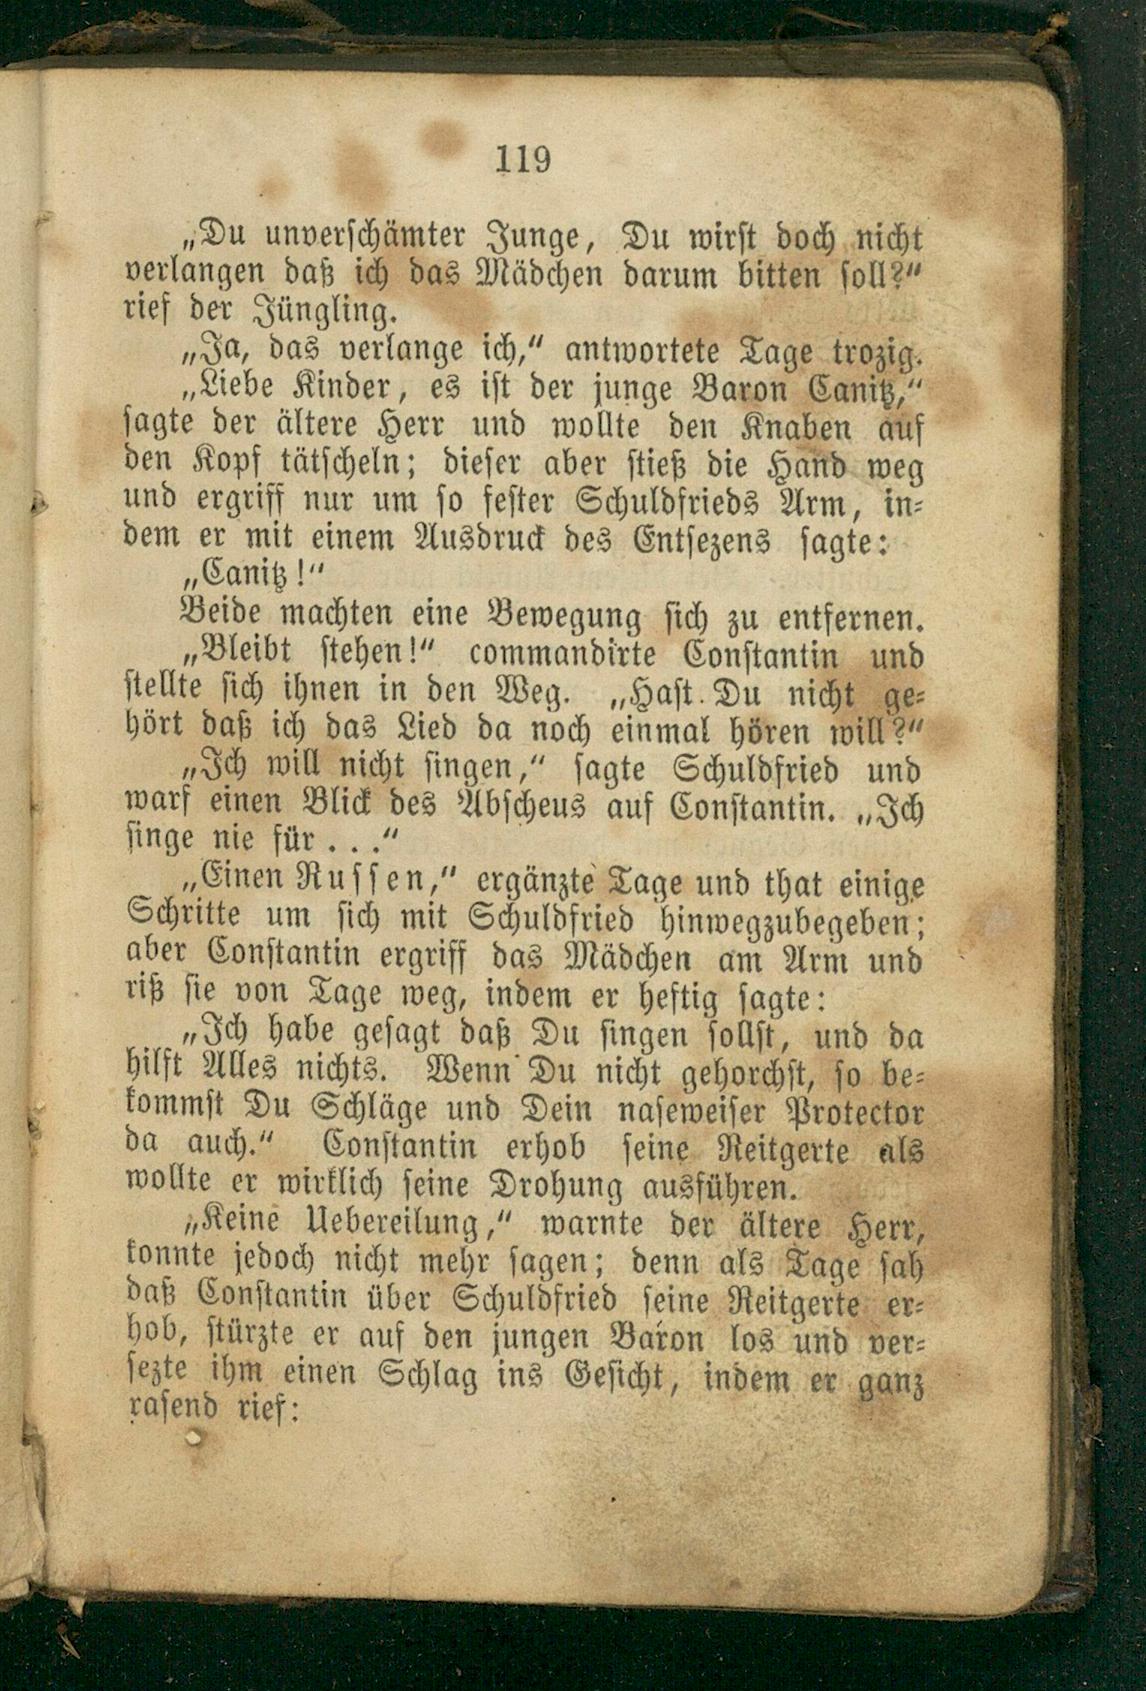 119
„Du unverschämter Junge, Du wirst doch nicht
verlangen daß ich das Mädchen darum bitten soll?“
rief der Jüngling.
„Ja, das verlange ich,“ antwortete Tage trozig.
„Liebe Kinder, es ist der junge Baron Canitz,“
sagte der ältere Herr und wollte den Knaben auf
den Kopf tätscheln; dieser aber stieß die Hand weg
und ergriff nur um so fester Schuldfrieds Arm, in-
dem er mit einem Ausdruck des Entsezens sagte:
„Canitz!“
Beide machten eine Bewegung sich zu entfernen.
„Bleibt stehen!“ commandirte Constantin und
stellte sich ihnen in den Weg. „Hast Du nicht ge-
hört daß ich das Lied da noch einmal hören will?“
„Ich will nicht singen,“ sagte Schuldfried und
warf einen Blick des Abscheus auf Constantin. „Ich
singe nie für . . .“
„Einen Russen,“ ergänzte Tage und that einige
Schritte um sich mit Schuldfried hinwegzubegeben;
aber Constantin ergriff das Mädchen am Arm und
riß sie von Tage weg, indem er heftig sagte:
„Ich habe gesagt daß Du singen sollst, und da
hilft Alles nichts. Wenn Du nicht gehorchst, so be-
kommst Du Schläge und Dein naseweiser Protector
da auch.“ Constantin erhob seine Reitgerte als
wollte er wirklich seine Drohung ausführen.
„Keine Uebereilung,“ warnte der ältere Herr,
konnte jedoch nicht mehr sagen; denn als Tage sah
daß Constantin über Schuldfried seine Reitgerte er-
hob, stürzte er auf den jungen Baron los und ver-
sezte ihm einen Schlag ins Gesicht, indem er ganz
rasend rief: